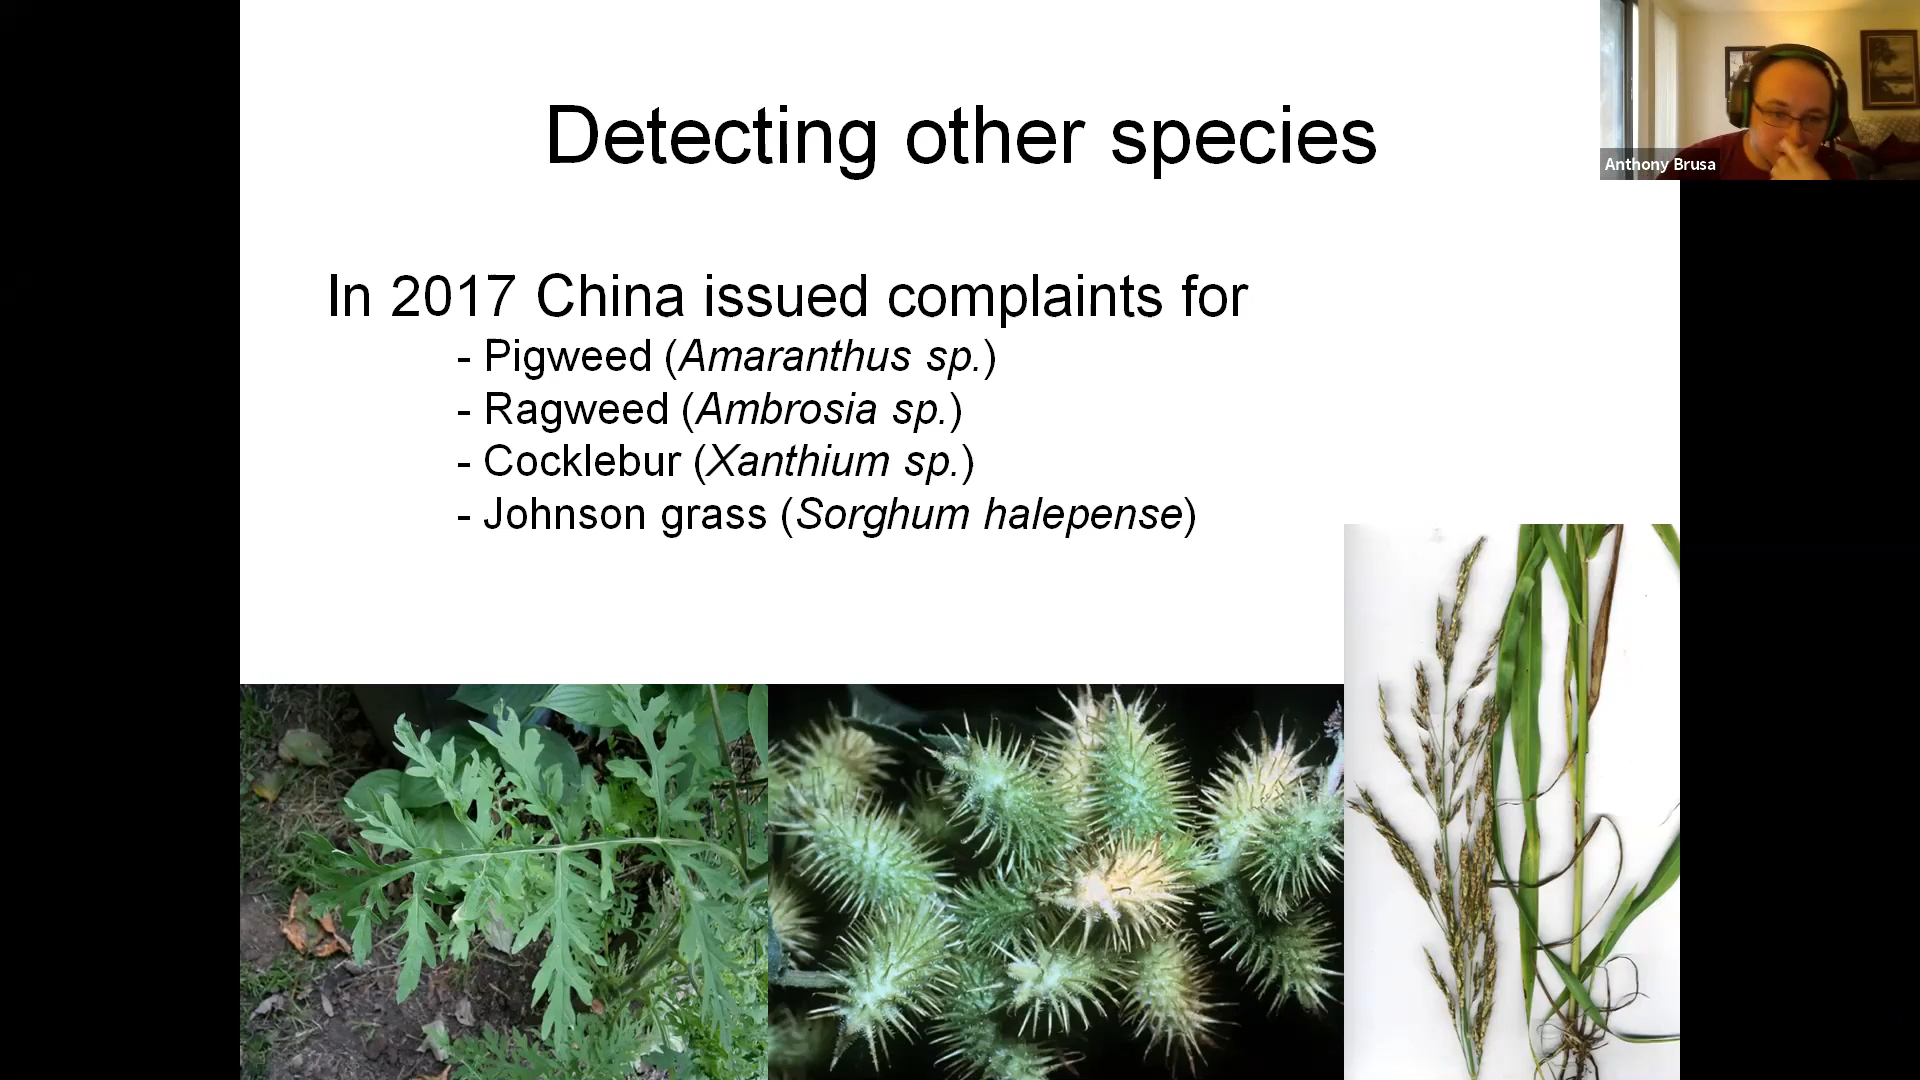 Detecting other species
Anthony Brusa
In 2017 China issued complaints for
- Pigweed (Amaranthus sp.)
- Ragweed (Ambrosia sp.)
- Cocklebur (Xanthium sp.)
- Johnson grass (Sorghum halepense)